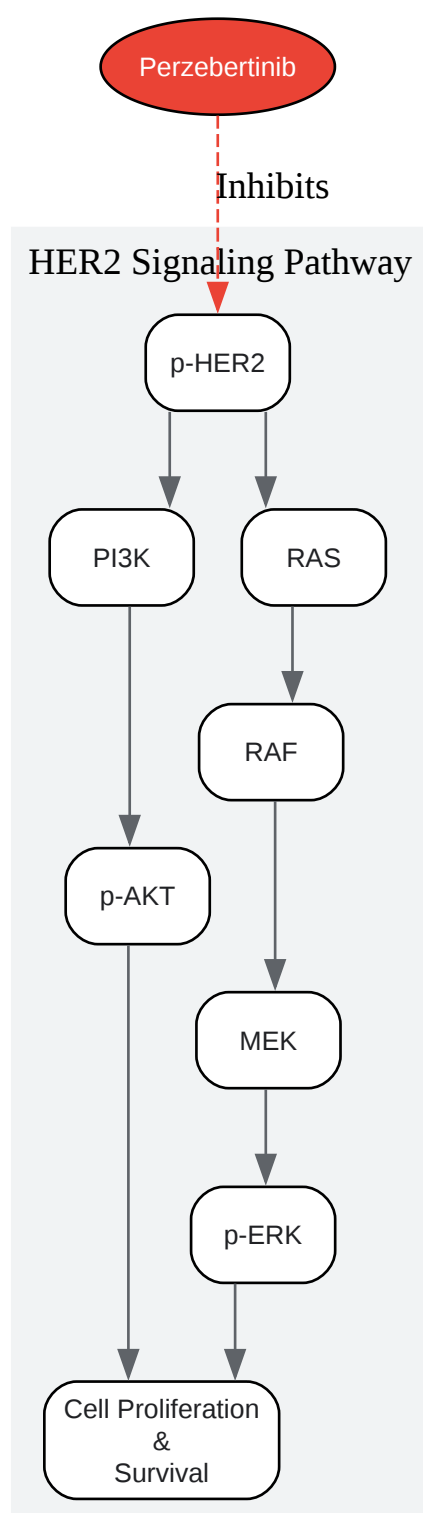 Perzebertinib
Inhibits
HER2 Signaling Pathway
p-HER2
PI3K
RAS
RAF
p-AKT
MEK
p-ERK
Cell Proliferation
&
Survival